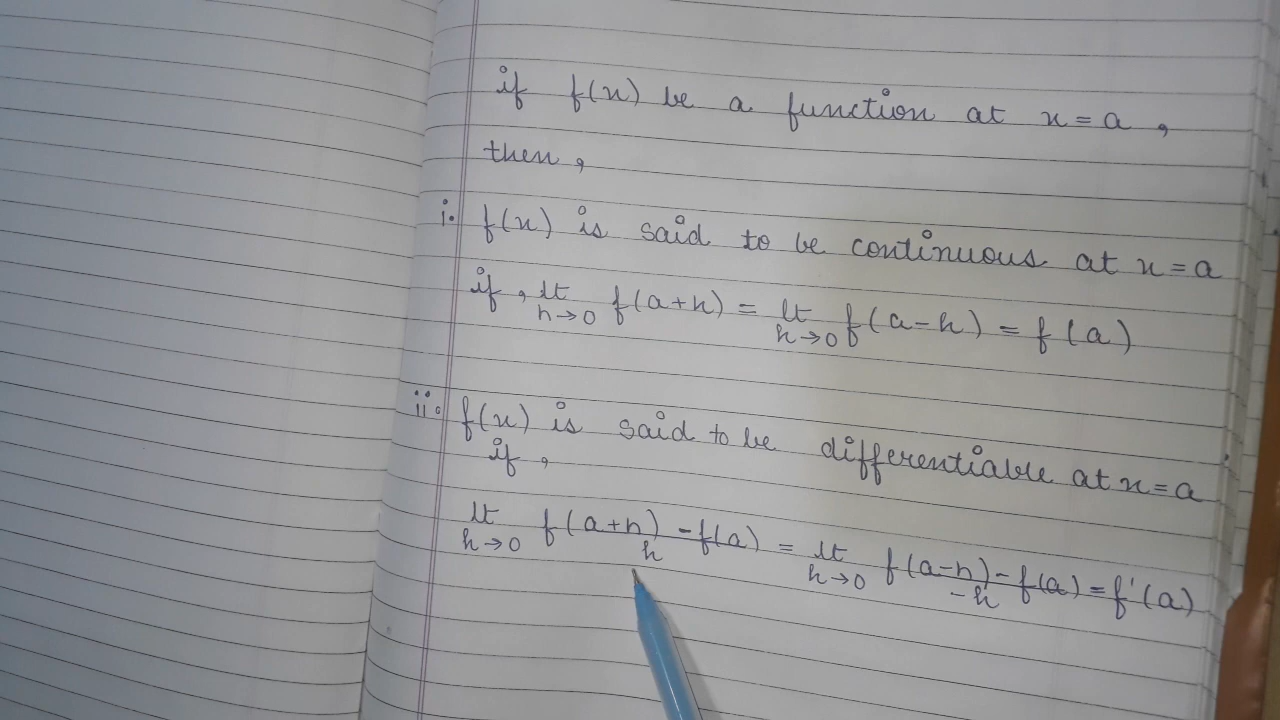 if f(x) be a function at x = a ,
then ,
i. f(x) is said to be continuous at x = a
if , lt h→0 f(a+h) = lt h→0 f(a-h) = f(a)
ii. f(x) is said to be differentiable at x = a
if ,
lt h→0 f(a+h) - f(a) / h = lt h→0 f(a-h) - f(a) / -h = f'(a)